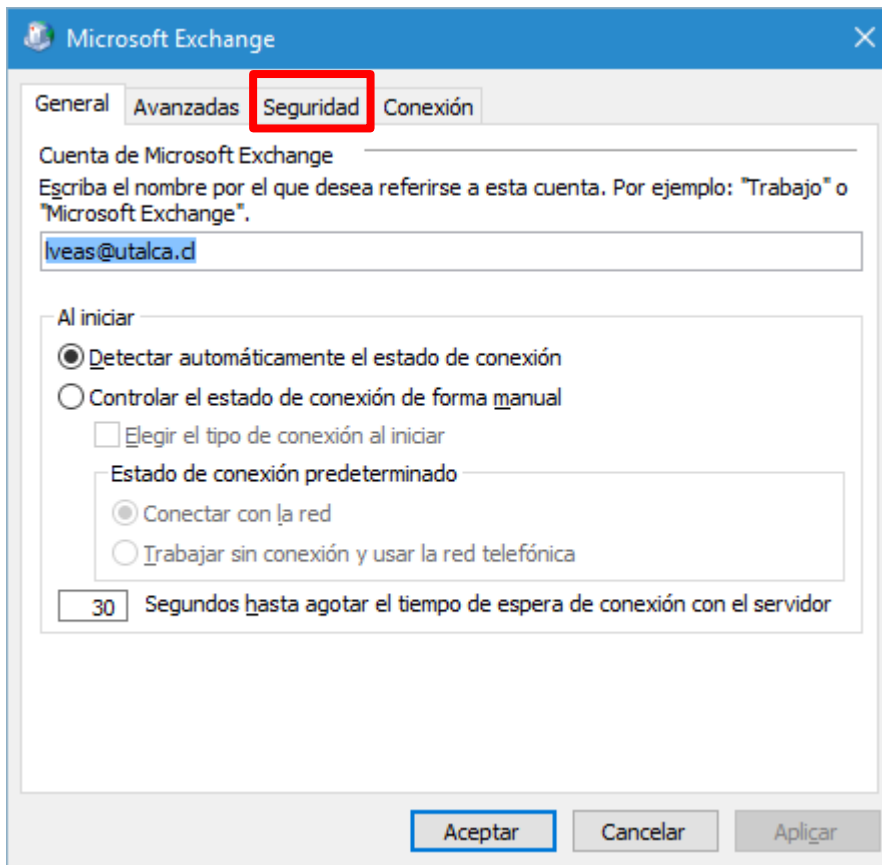 Microsoft Exchange
General Avanzadas Seguridad Conexión
Cuenta de Microsoft Exchange
Escriba el nombre por el que desea referirse a esta cuenta. Por ejemplo: "Trabajo" o
"Microsoft Exchange".
lveas@utalca.cl
Al iniciar
Detectar automáticamente el estado de conexión
Controlar el estado de conexión de forma manual
Elegir el tipo de conexión al iniciar
Estado de conexión predeterminado
Conectar con la red
Trabajar sin conexión y usar la red telefónica
30 Segundos hasta agotar el tiempo de espera de conexión con el servidor
Aceptar Cancelar Aplicar